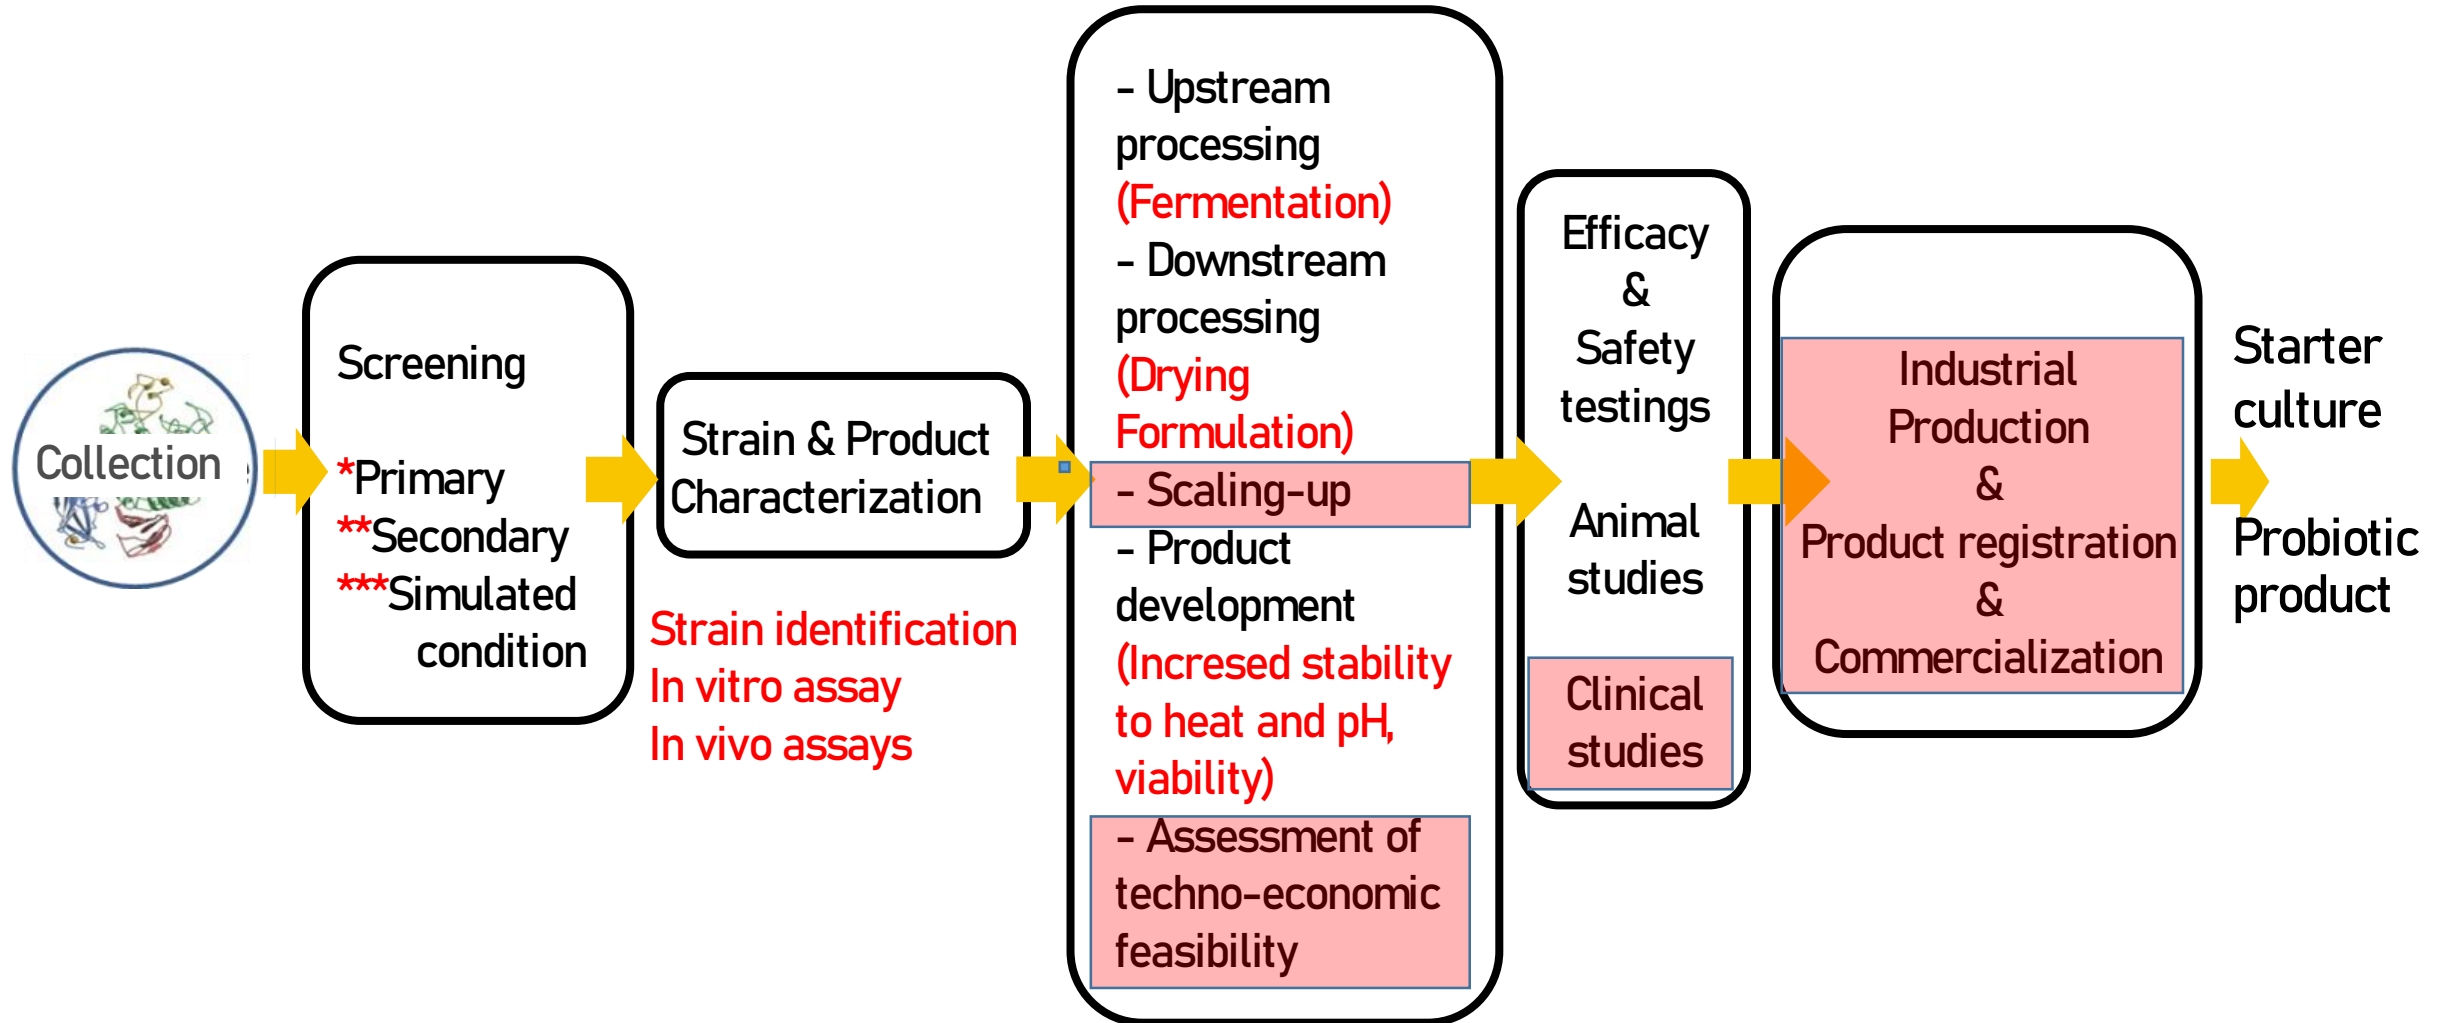 Collection
Screening
*Primary
**Secondary
***Simulated
condition
Strain & Product
Characterization
Strain identification
In vitro assay
In vivo assays
- Upstream
processing
(Fermentation)
- Downstream
processing
(Drying
Formulation)
- Scaling-up
- Product
development
(Incresed stability
to heat and pH,
viability)
- Assessment of
techno-economic
feasibility
Efficacy
&
Safety
testings
Animal
studies
Clinical
studies
Industrial
Production
&
Product registration
&
Commercialization
Starter
culture
Probiotic
product